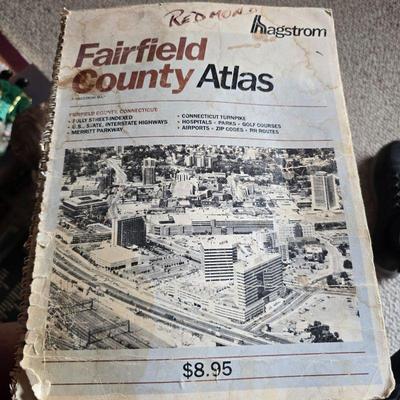 REDMOND
hagstrom
Fairfield
County Atlas
FAIRFIELD COUNTY, CONNECTICUT
• FULLY STREET-INDEXED
• U.S., STATE, INTERSTATE HIGHWAYS
• MERRITT PARKWAY
• CONNECTICUT TURNPIKE
• HOSPITALS • PARKS • GOLF COURSES
• AIRPORTS • ZIP CODES • RR ROUTES
$8.95